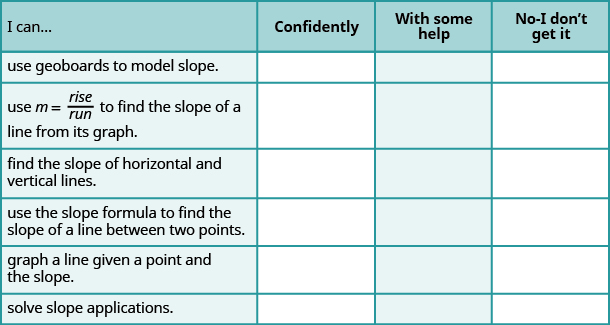 I can...
Confidently
With some
help
No-I don't
get it
use geoboards to model slope.
use m = rise/run to find the slope of a
line from its graph.
find the slope of horizontal and
vertical lines.
use the slope formula to find the
slope of a line between two points.
graph a line given a point and
the slope.
solve slope applications.